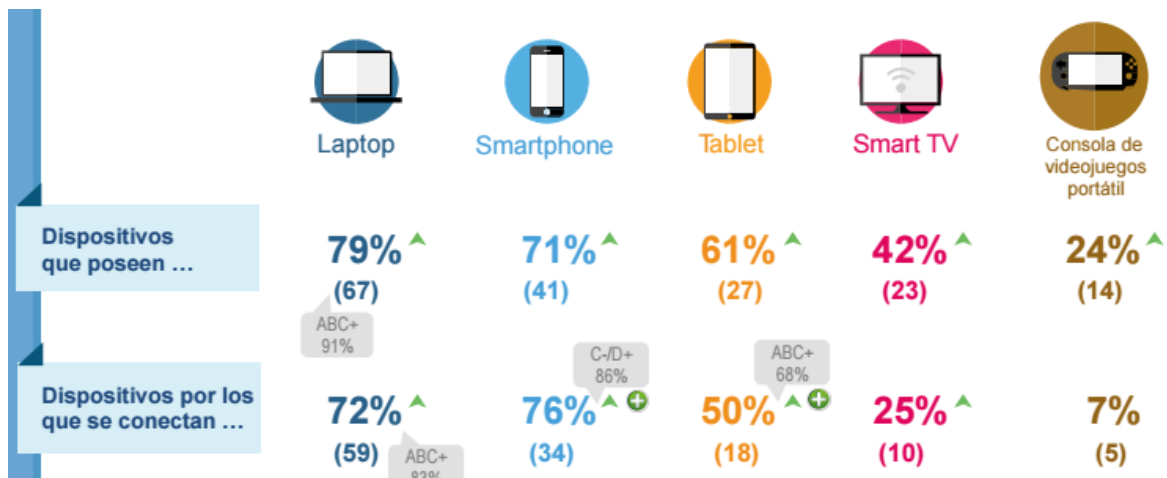 Laptop
Smartphone
Tablet
Smart TV
Consola de
videojuegos
portátil
Dispositivos
que poseen ...
79%
71%
61%
42%
24%
(67)
(41)
(27)
(23)
(14)
ABC+
91%
C-/D+
86%
ABC+
68%
Dispositivos por los
que se conectan ...
72%
76%
50%
25%
7%
(59)
(34)
(18)
(10)
(5)
ABC+
83%